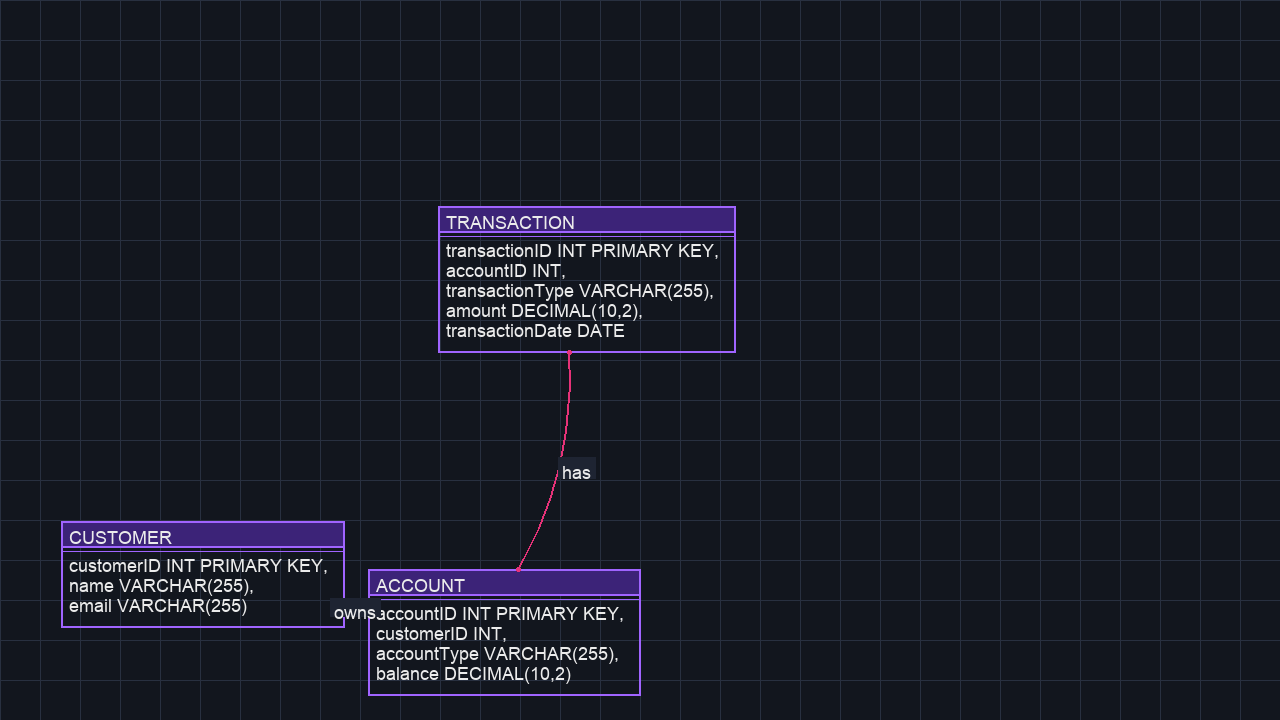 TRANSACTION
transactionID INT PRIMARY KEY,
accountID INT,
transactionType VARCHAR(255),
amount DECIMAL(10,2),
transactionDate DATE
has
CUSTOMER
customerID INT PRIMARY KEY,
name VARCHAR(255),
email VARCHAR(255)
owns
ACCOUNT
accountID INT PRIMARY KEY,
customerID INT,
accountType VARCHAR(255),
balance DECIMAL(10,2)